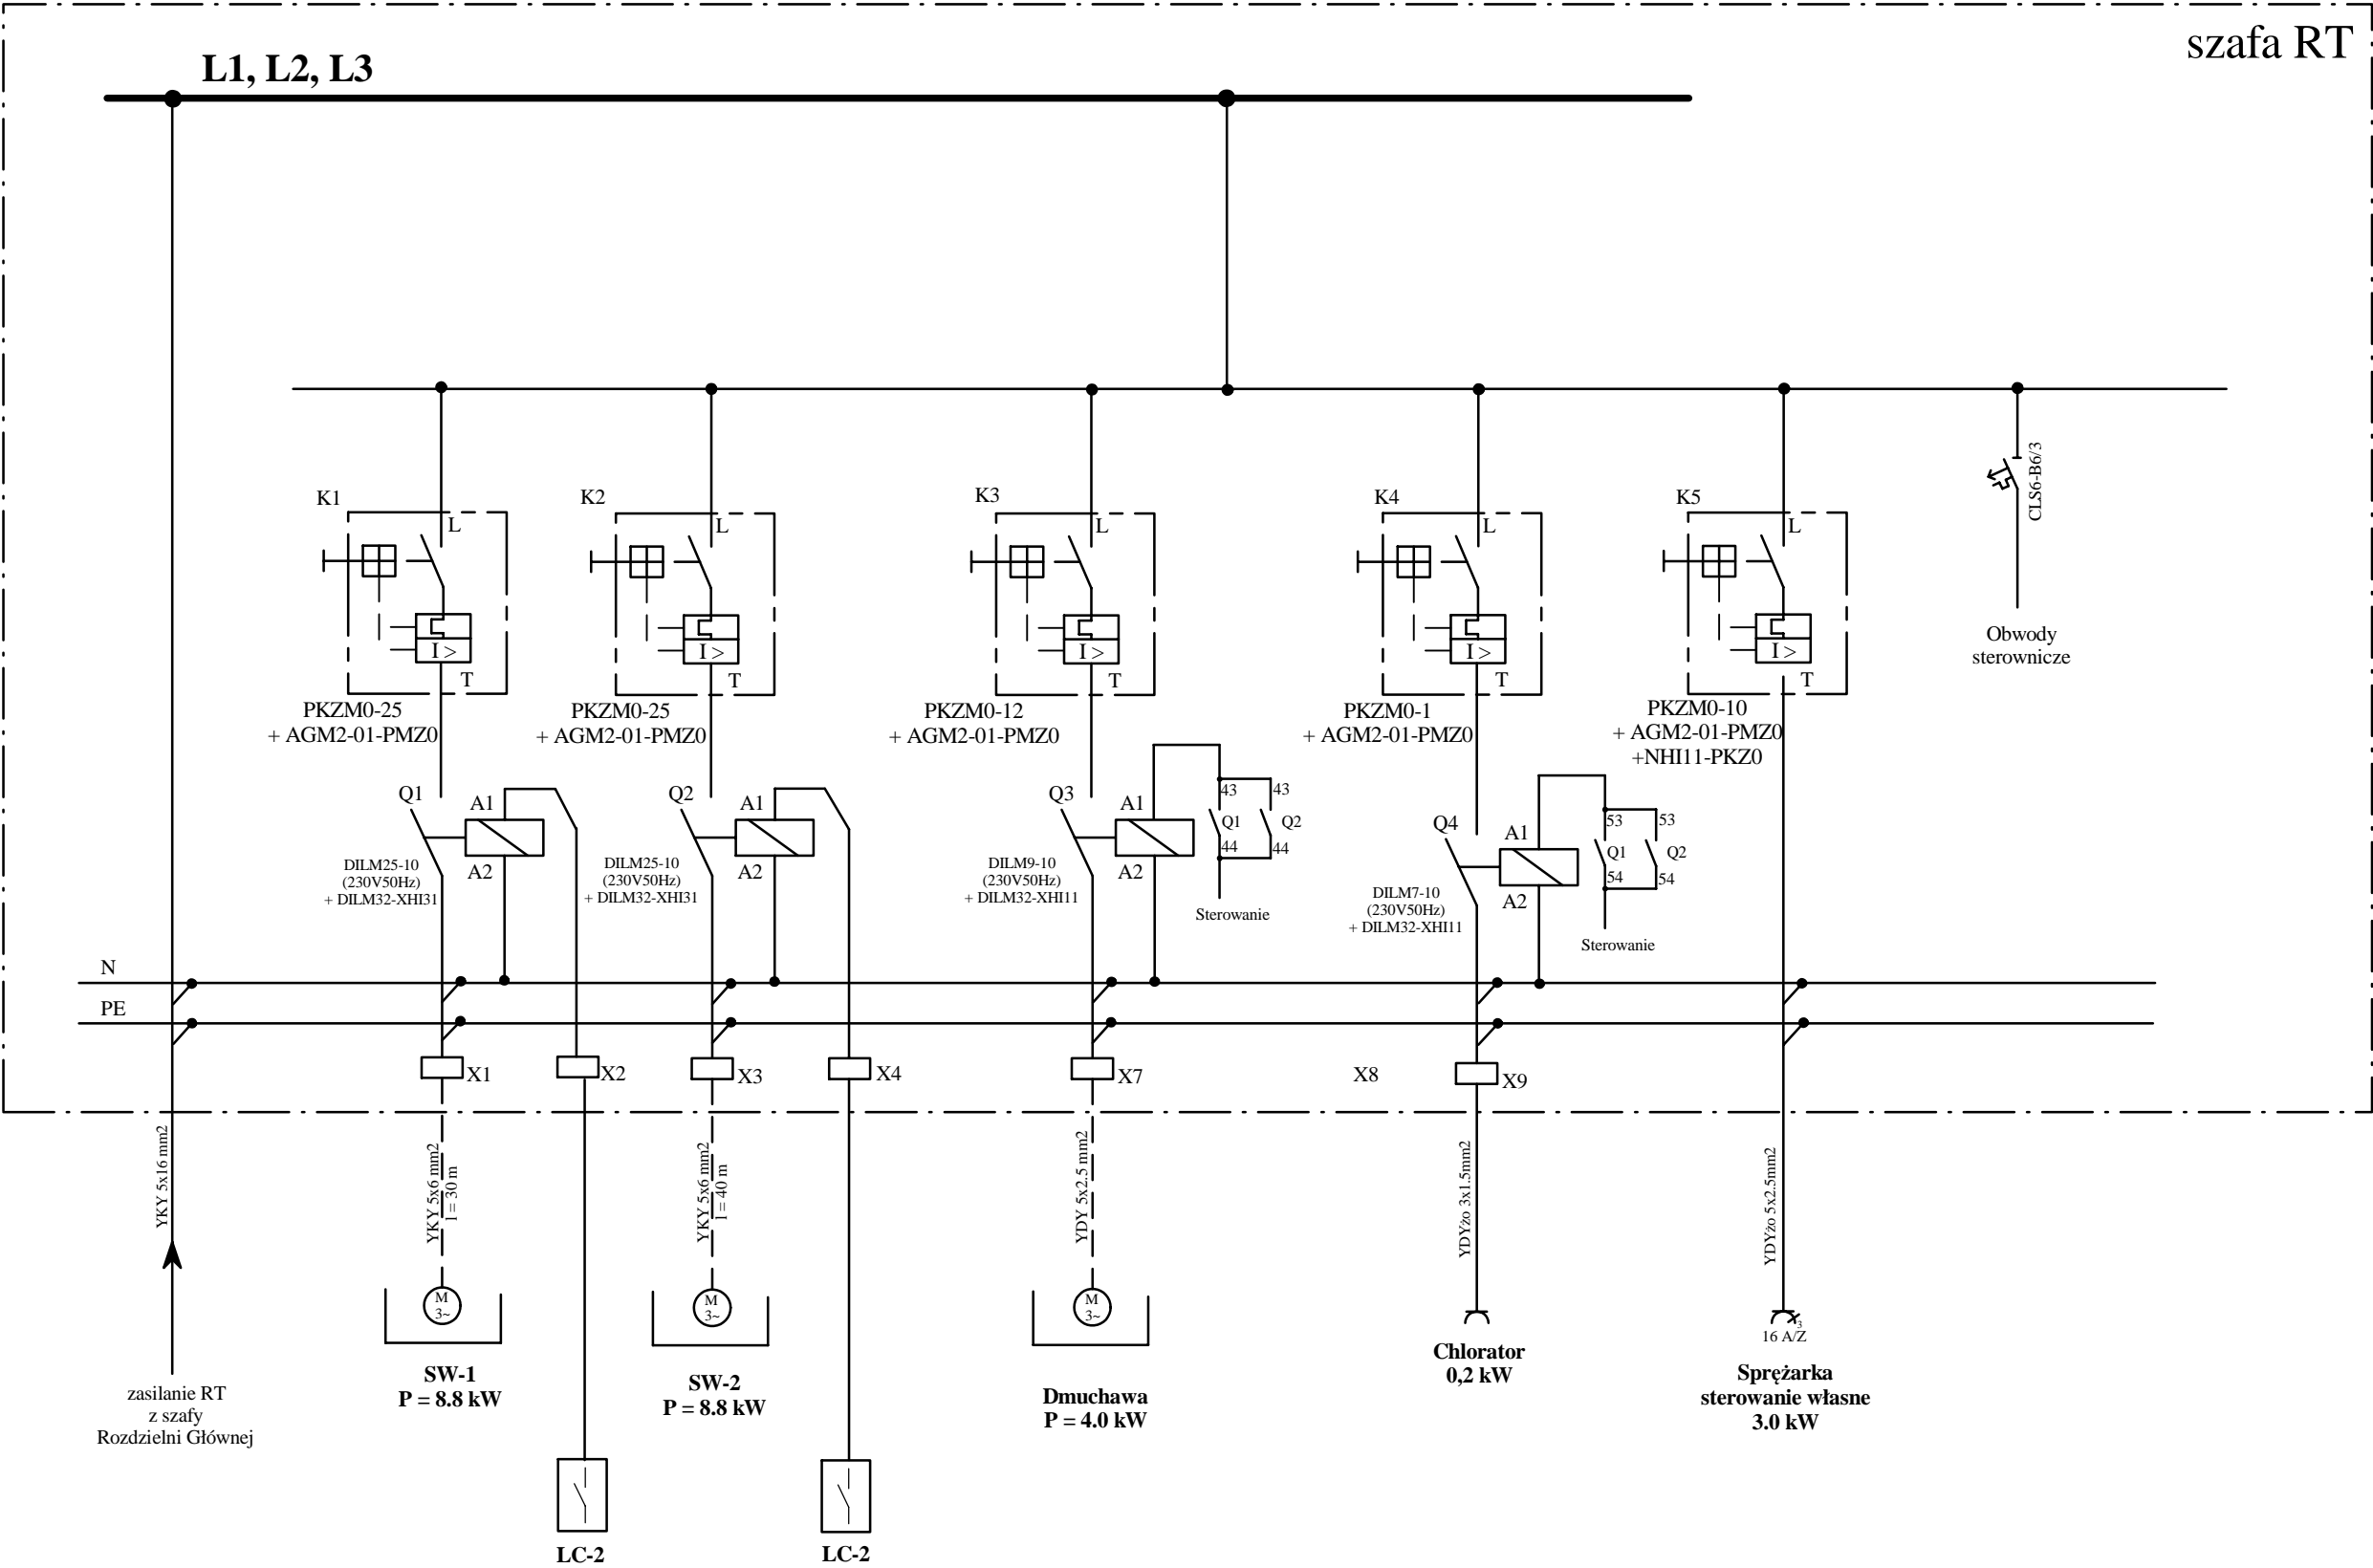 szafa RT
L1, L2, L3
K1
L
I >
T
PKZM0-25
+ AGM2-01-PMZ0
K2
L
I >
T
PKZM0-25
+ AGM2-01-PMZ0
K3
L
I >
T
PKZM0-12
+ AGM2-01-PMZ0
K4
L
I >
T
PKZM0-1
+ AGM2-01-PMZ0
K5
L
I >
T
PKZM0-10
+ AGM2-01-PMZ0
+NHI11-PKZ0
CLS6-B6/3
Obwody
sterownicze
Q1
A1
A2
DILM25-10
(230V50Hz)
+ DILM32-XHI31
Q2
A1
A2
DILM25-10
(230V50Hz)
+ DILM32-XHI31
Q3
A1
A2
DILM9-10
(230V50Hz)
+ DILM32-XHI11
43
43
Q1
Q2
44
44
Sterowanie
Q4
A1
A2
DILM7-10
(230V50Hz)
+ DILM32-XHI11
53
53
Q1
Q2
54
54
Sterowanie
N
PE
X1
X2
X3
X4
X7
X8
X9
YKY 5x16 mm2
YKY 5x6 mm2
l = 30 m
YKY 5x6 mm2
l = 40 m
YDY 5x2.5 mm2
YDYżo 3x1.5mm2
YDYżo 5x2.5mm2
M
3~
M
3~
M
3~
3
16 A/Z
zasilanie RT
z szafy
Rozdzielni Głównej
SW-1
P = 8.8 kW
SW-2
P = 8.8 kW
Dmuchawa
P = 4.0 kW
Chlorator
0,2 kW
Sprężarka
sterowanie własne
3.0 kW
LC-2
LC-2